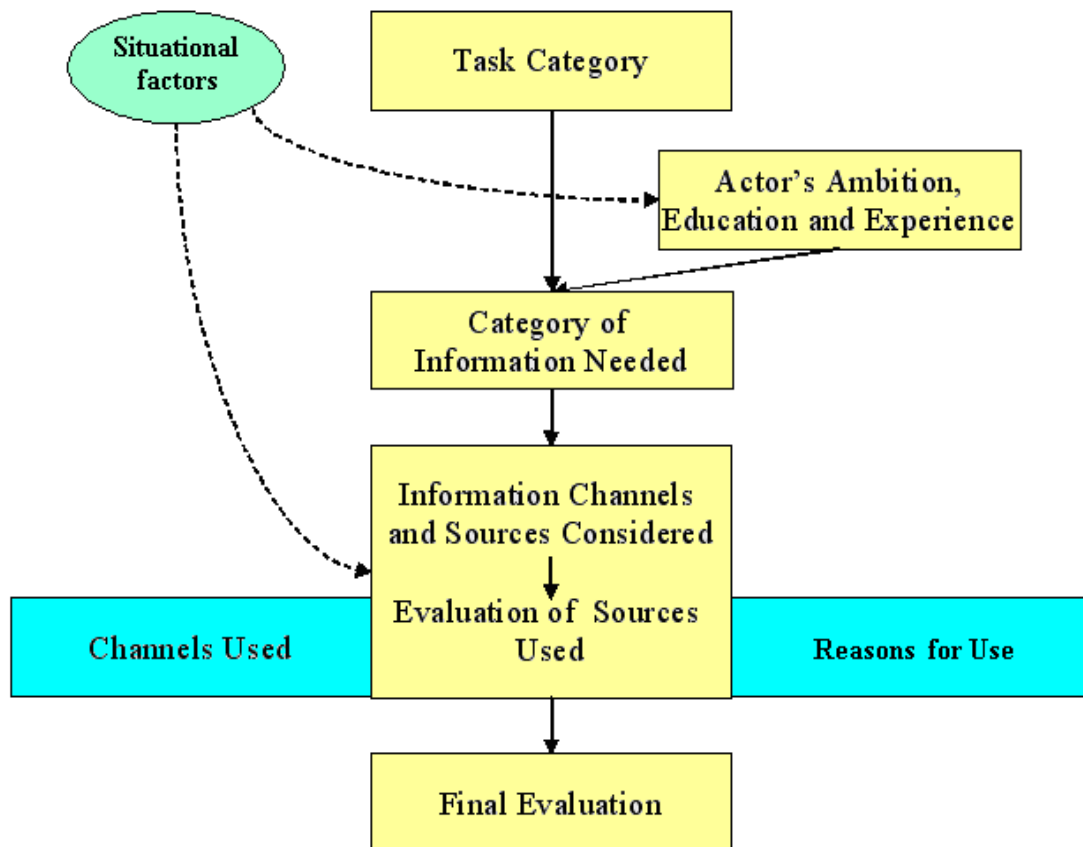 Situational
factors
Task Category
Actor's Ambition,
Education and Experience
Category of
Information Needed
Information Channels
and Sources Considered
Evaluation of Sources
Used
Channels Used
Reasons for Use
Final Evaluation